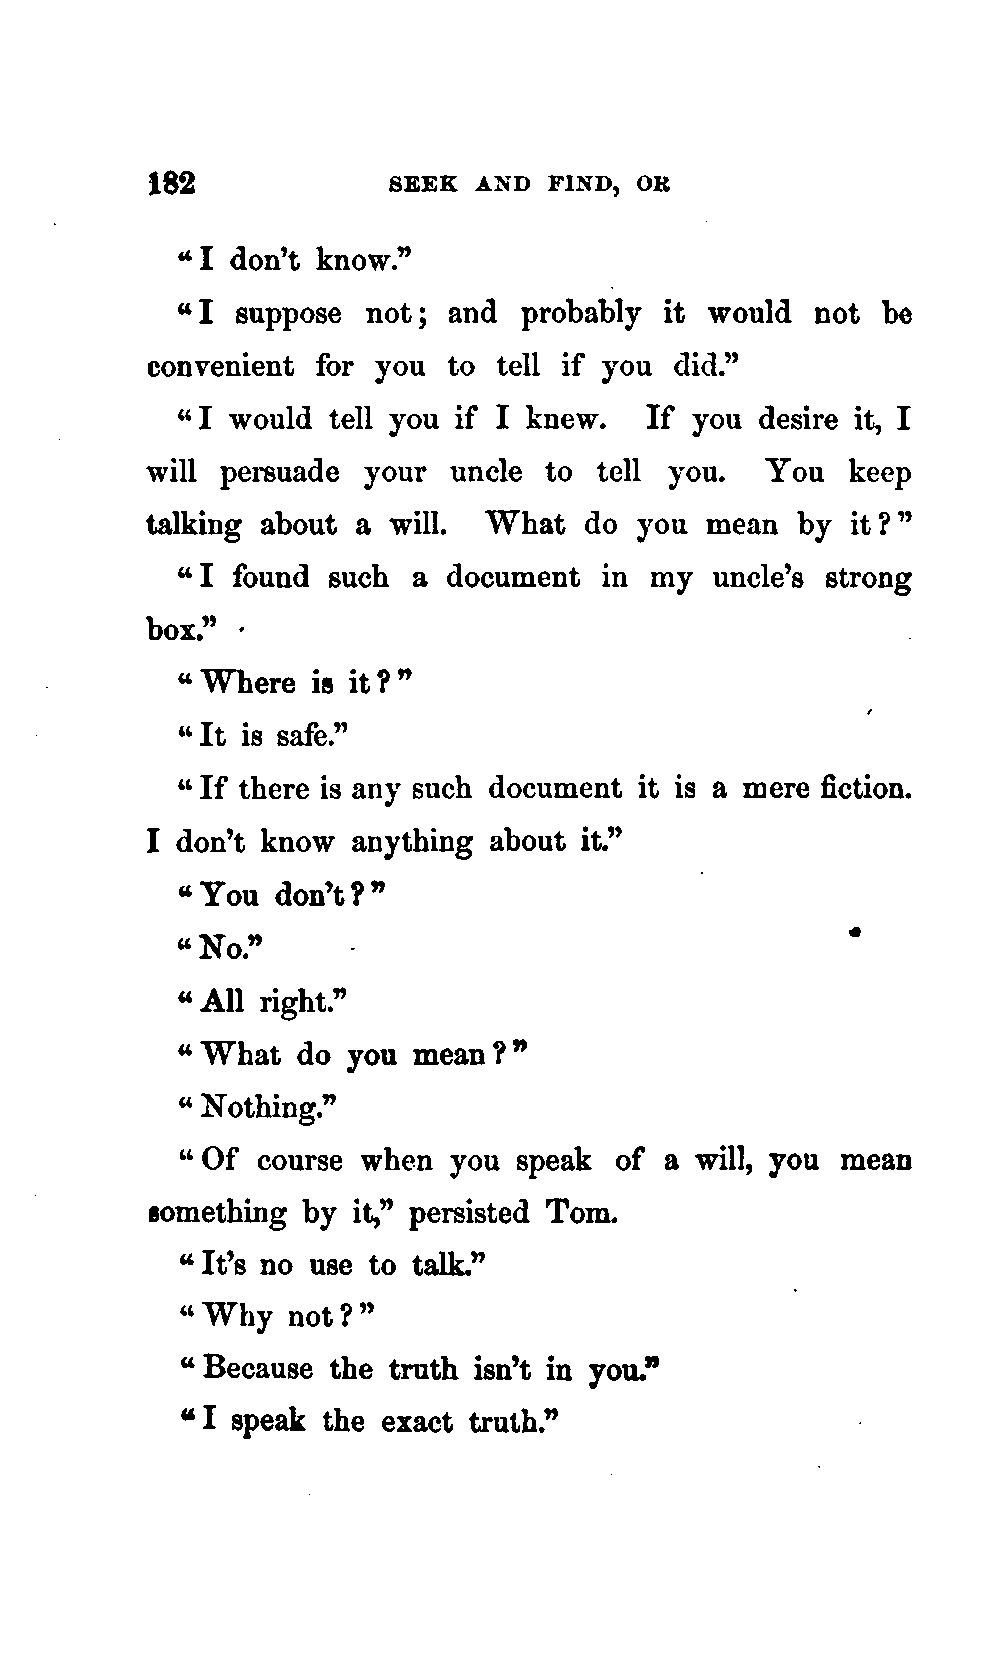 182 SEEK AND FIND, OR
“I don’t know.”
“I suppose not; and probably it would not be
convenient for you to tell if you did.”
“I would tell you if I knew. If you desire it, I
will persuade your uncle to tell you. You keep
talking about a will. What do you mean by it?”
“I found such a document in my uncle’s strong
box.”
“Where is it?”
“It is safe.”
“If there is any such document it is a mere fiction.
I don’t know anything about it.”
“You don’t?”
“No.”
“All right.”
“What do you mean?”
“Nothing.”
“Of course when you speak of a will, you mean
something by it,” persisted Tom.
“It’s no use to talk.”
“Why not?”
“Because the truth isn’t in you.”
“I speak the exact truth.”